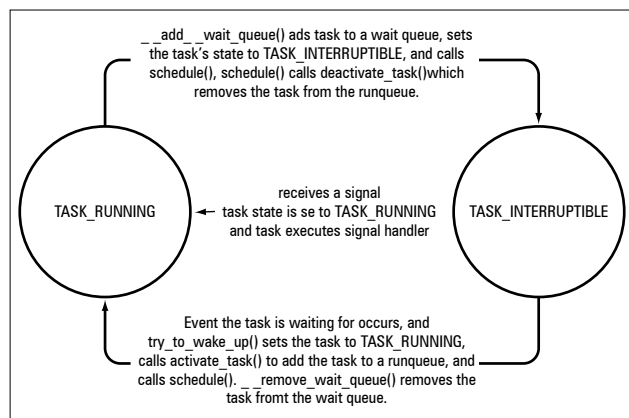 _ _add_ _wait_queue() ads task to a wait queue, sets
the task's state to TASK_INTERRUPTIBLE, and calls
schedule(), schedule() calls deactivate_task()which
removes the task from the runqueue.
TASK_RUNNING
receives a signal
task state is se to TASK_RUNNING
and task executes signal handler
TASK_INTERRUPTIBLE
Event the task is waiting for occurs, and
try_to_wake_up() sets the task to TASK_RUNNING,
calls activate_task() to add the task to a runqueue, and
calls schedule(). _ _remove_wait_queue() removes the
task fromt the wait queue.